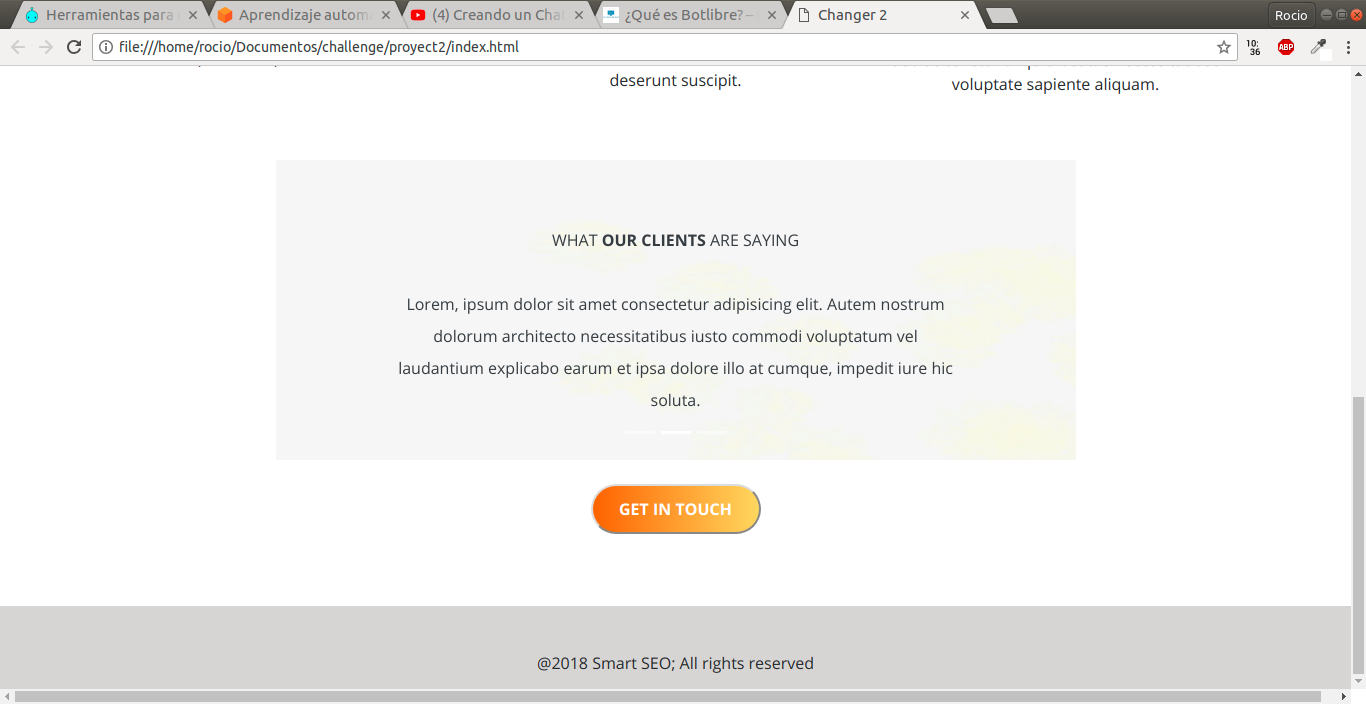 Herramientas para
Aprendizaje autom
(4) Creando un Cha
¿Qué es Botlibre? –
Changer 2
Rocio
file:///home/rocio/Documentos/challenge/proyect2/index.html
10:
36
ABP
deserunt suscipit.
voluptate sapiente aliquam.
WHAT OUR CLIENTS ARE SAYING
Lorem, ipsum dolor sit amet consectetur adipisicing elit. Autem nostrum
dolorum architecto necessitatibus iusto commodi voluptatum vel
laudantium explicabo earum et ipsa dolore illo at cumque, impedit iure hic
soluta.
GET IN TOUCH
@2018 Smart SEO; All rights reserved